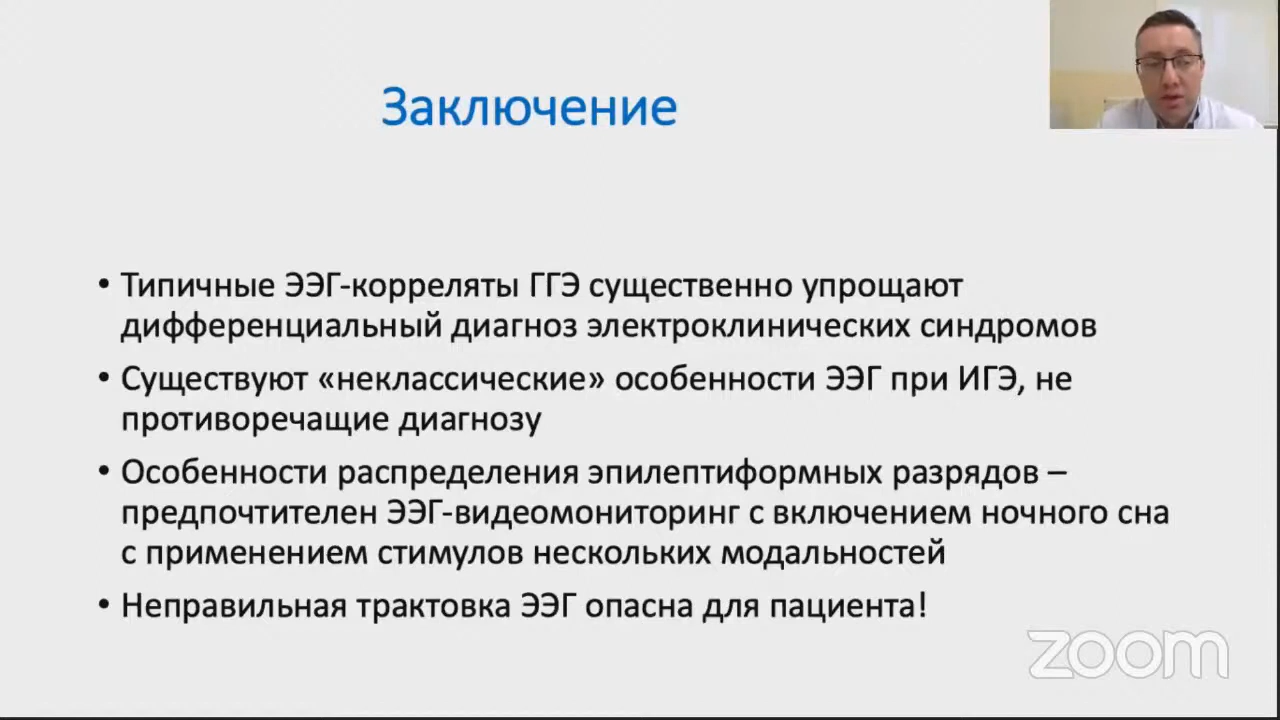 Заключение
• Типичные ЭЭГ-корреляты ГГЭ существенно упрощают
дифференциальный диагноз электроклинических синдромов
• Существуют «неклассические» особенности ЭЭГ при ИГЭ, не
противоречащие диагнозу
• Особенности распределения эпилептиформных разрядов –
предпочтителен ЭЭГ-видеомониторинг с включением ночного сна
с применением стимулов нескольких модальностей
• Неправильная трактовка ЭЭГ опасна для пациента!
zoom